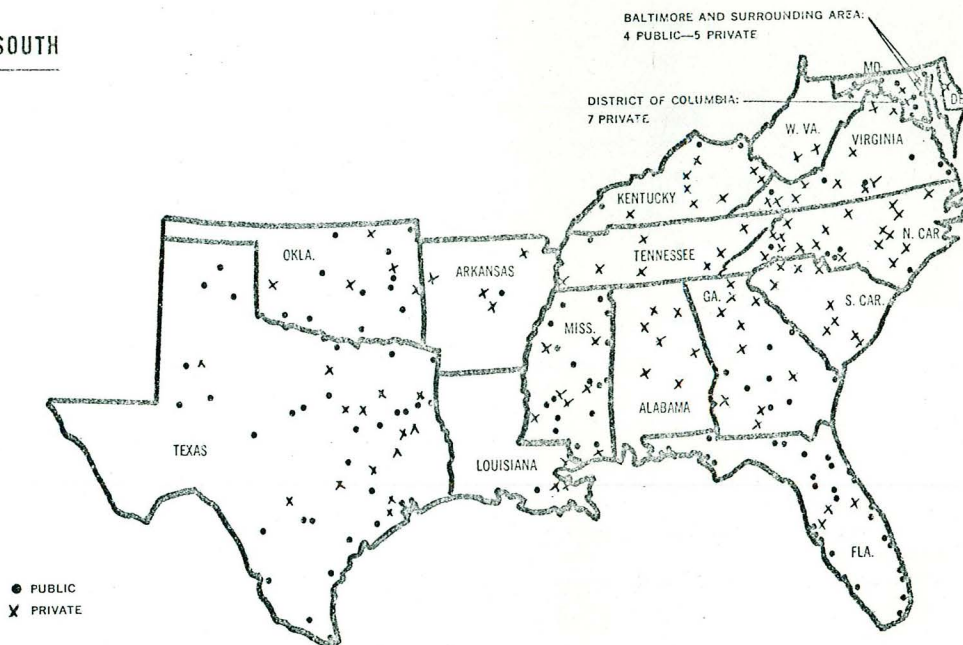 SOUTH
BALTIMORE AND SURROUNDING AREA:
4 PUBLIC—5 PRIVATE
DISTRICT OF COLUMBIA:
7 PRIVATE
MD.
DE
W. VA.
VIRGINIA
KENTUCKY
N. CAR.
OKLA.
ARKANSAS
TENNESSEE
S. CAR.
GA.
MISS.
ALABAMA
TEXAS
LOUISIANA
FLA.
PUBLIC
X PRIVATE